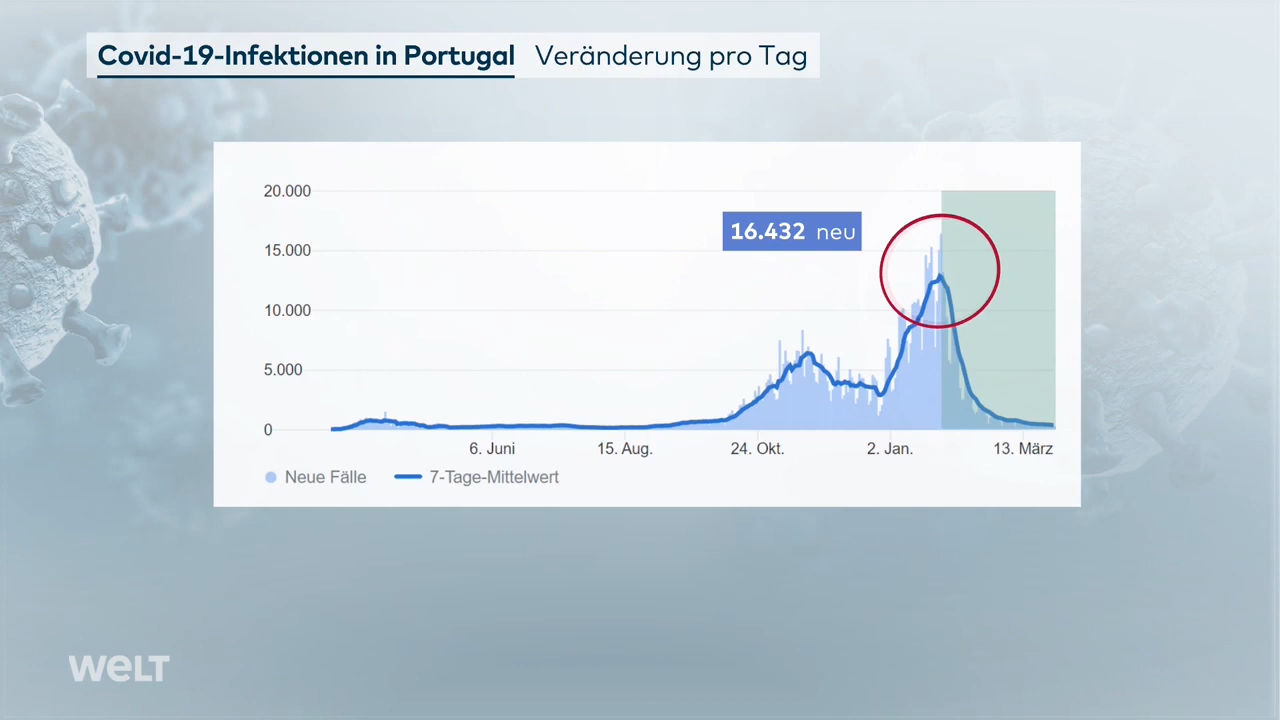 Covid-19-Infektionen in Portugal Veränderung pro Tag
20.000
16.432 neu
15.000
10.000
5.000
0
6. Juni 15. Aug. 24. Okt. 2. Jan. 13. März
Neue Fälle 7-Tage-Mittelwert
WELT